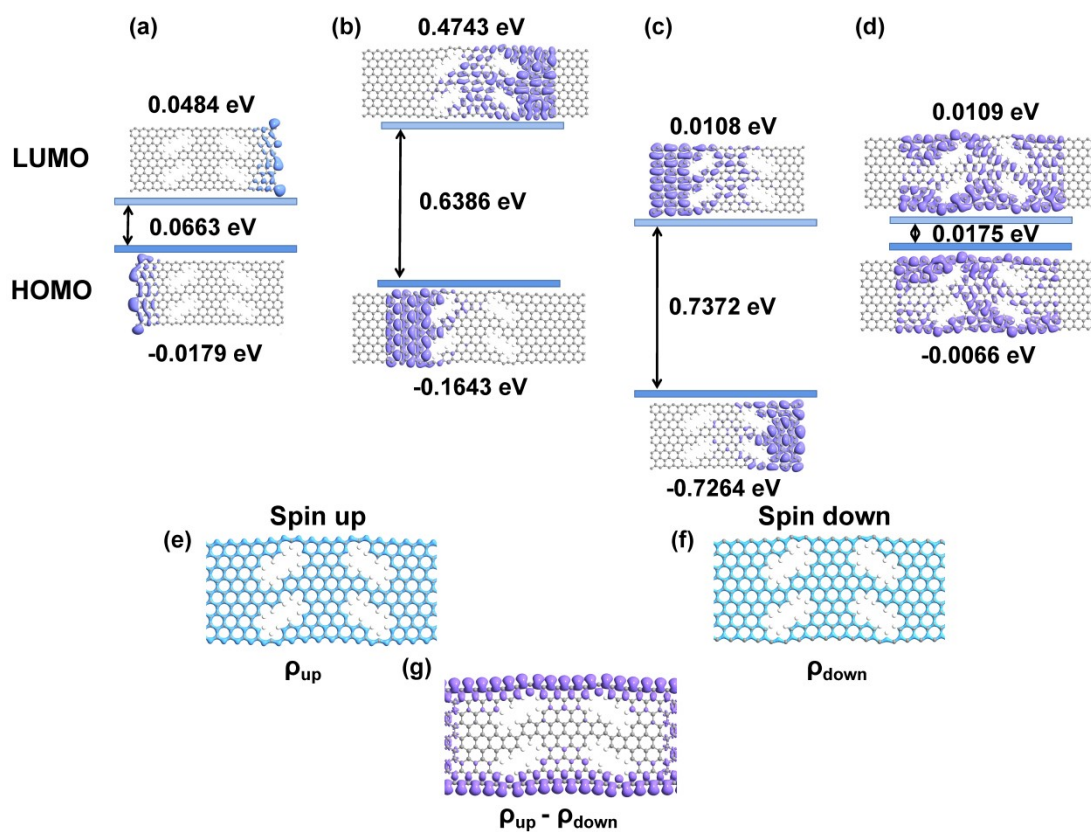 (a)
(b)
(c)
(d)
0.4743 eV
0.0484 eV
0.0108 eV
0.0109 eV
LUMO
0.0663 eV
0.6386 eV
0.0175 eV
HOMO
0.7372 eV
-0.0179 eV
-0.1643 eV
-0.0066 eV
-0.7264 eV
Spin up
Spin down
(e)
(f)
ρup
ρdown
(g)
ρup - ρdown